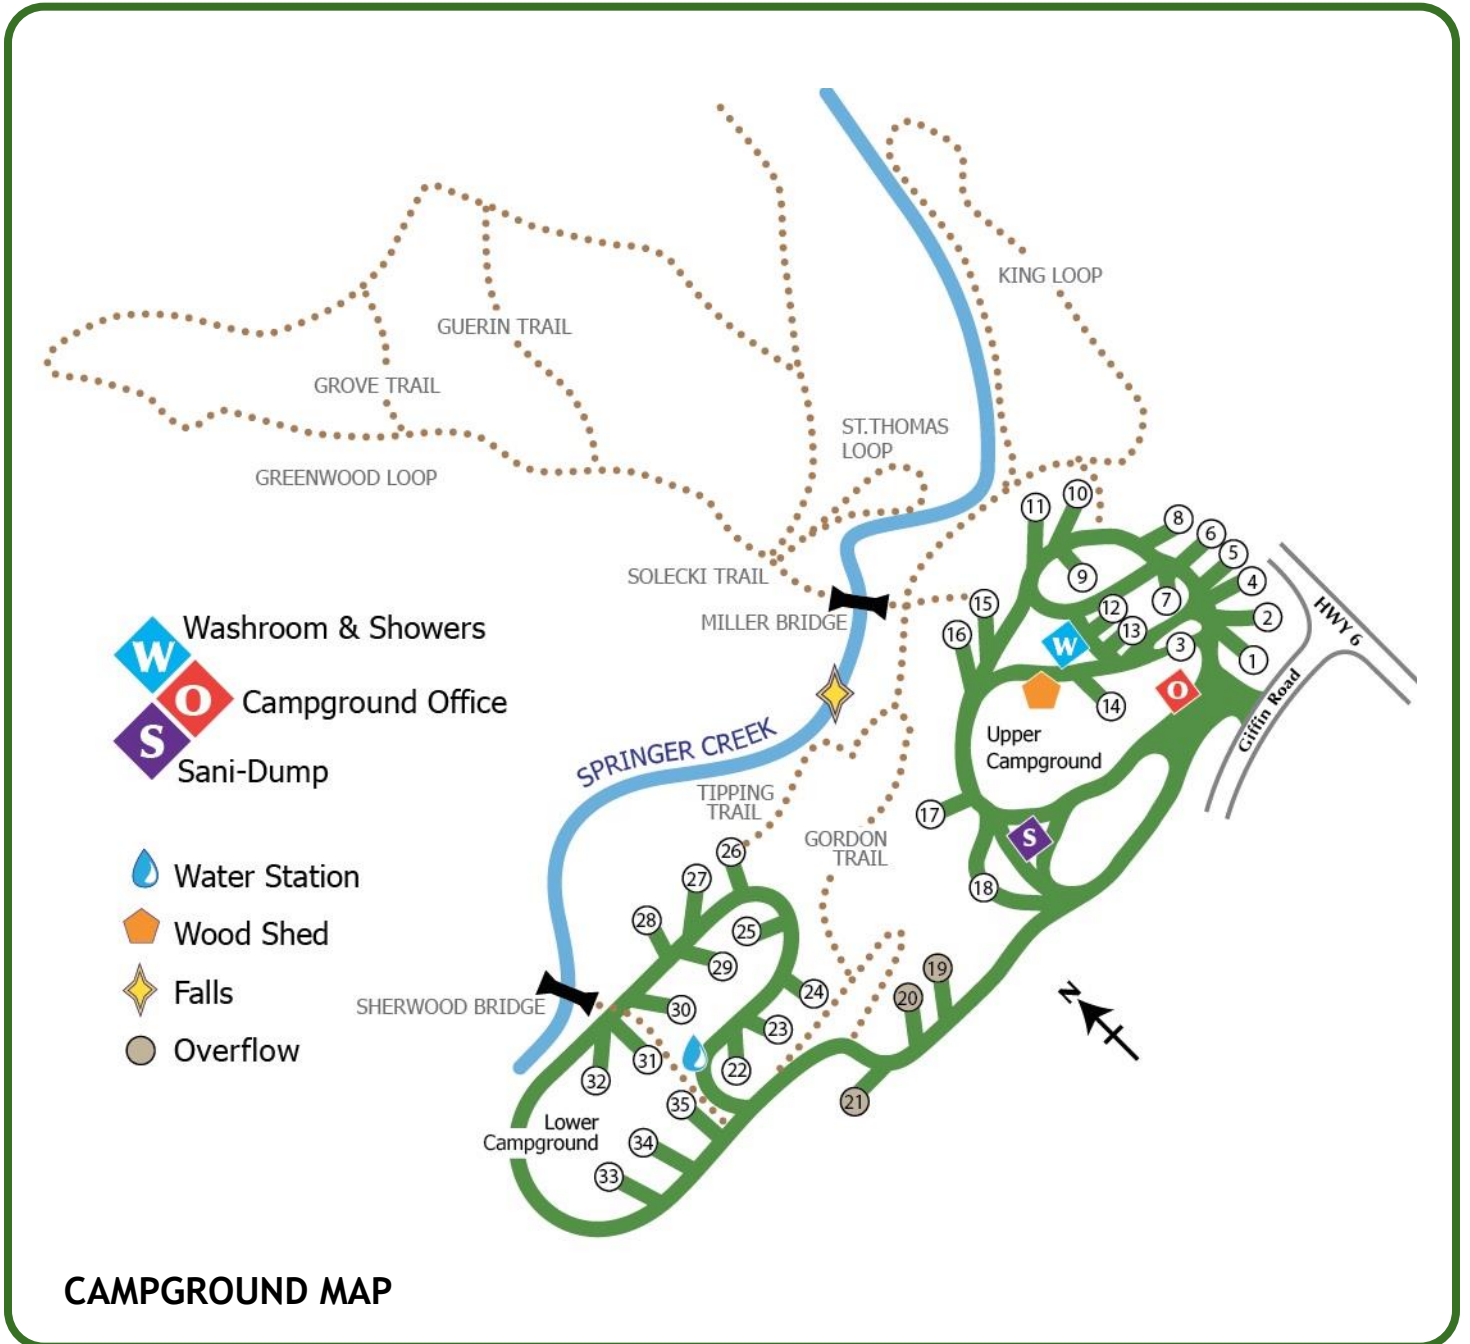 KING LOOP
GUERIN TRAIL
GROVE TRAIL
ST.THOMAS
LOOP
GREENWOOD LOOP
10
11
8
6
5
4
9
7
2
12
13
3
1
15
16
14
SOLECKI TRAIL
MILLER BRIDGE
HWY 6
Giffin Road
W
O
Upper
Campground
W
Washroom & Showers
O
Campground Office
S
Sani-Dump
SPRINGER CREEK
TIPPING
TRAIL
GORDON
TRAIL
17
S
18
26
27
28
25
29
24
30
23
31
22
32
35
34
33
19
20
21
Water Station
Wood Shed
Falls
Overflow
SHERWOOD BRIDGE
N
Lower
Campground
CAMPGROUND MAP